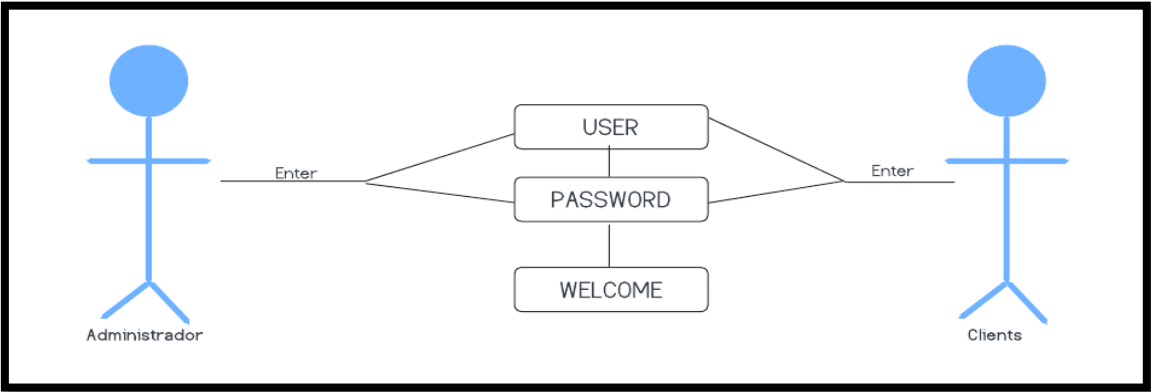 USER
Enter
Enter
PASSWORD
WELCOME
Administrador
Clients